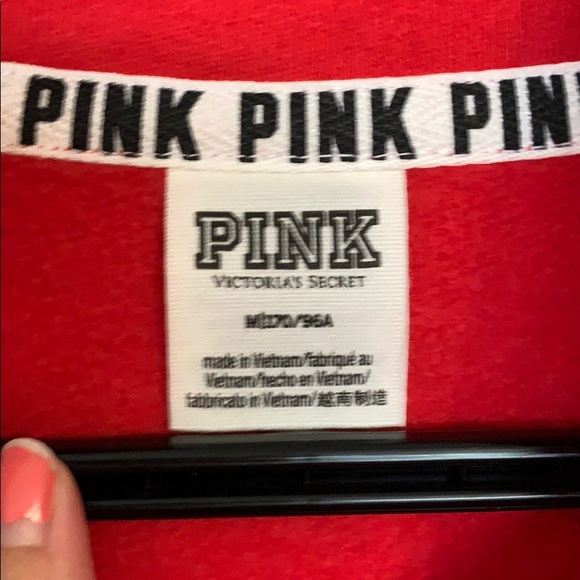 PINK PINK PIN
PINK
VICTORIA'S SECRET
M|170/96A
made in Vietnam/fabriqué au
Vietnam/hecho en Vietnam/
fabbricato in Vietnam/越南制造